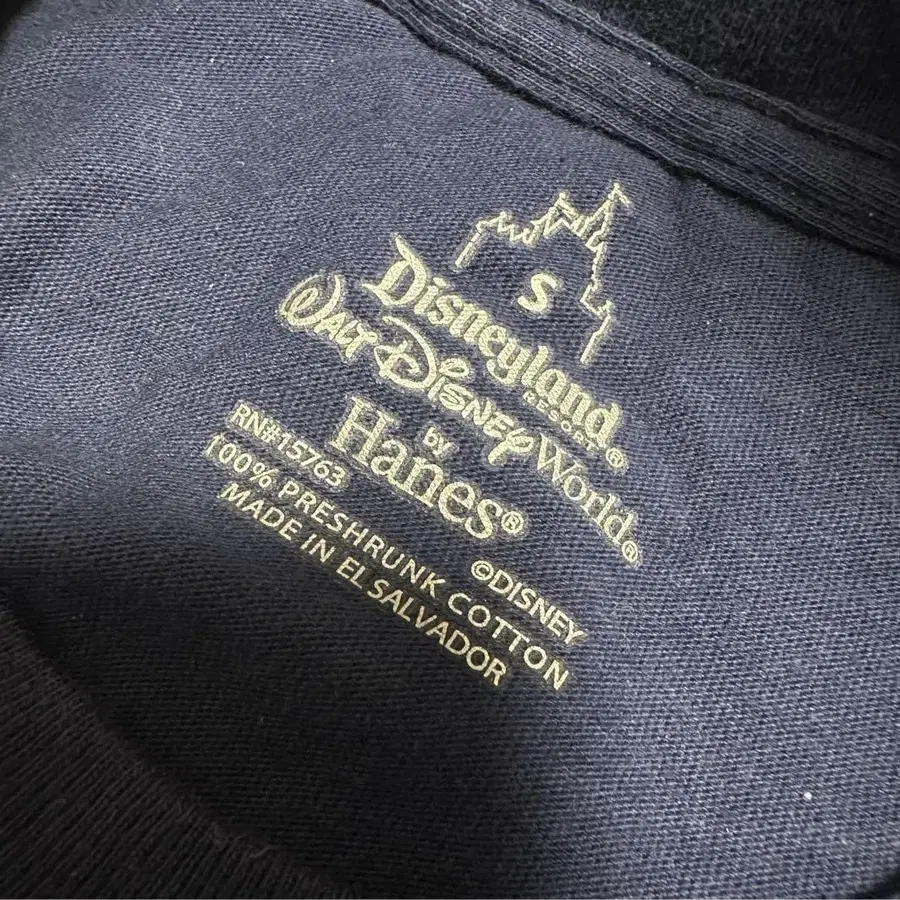 S
Disneyland®
RESORT
WALT DISNEY World®
by
Hanes®
RN#15763 ©DISNEY
100% PRESHRUNK COTTON
MADE IN EL SALVADOR